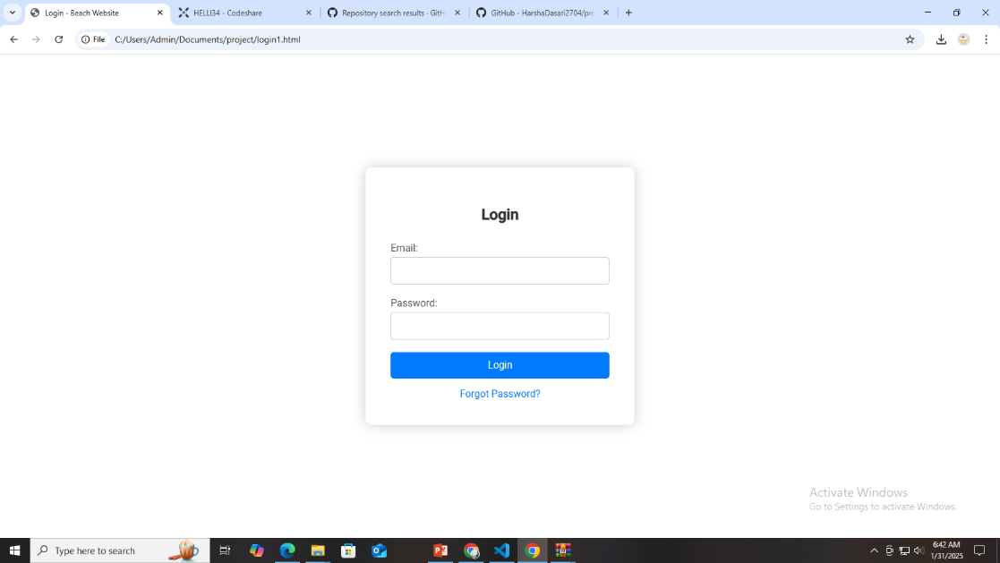 Login - Beach Website
HELLI34 - Codeshare
Repository search results · GitH
GitHub - HarshaDasari2704/pro
File
C:/Users/Admin/Documents/project/login1.html
Login
Email:
Password:
Login
Forgot Password?
Activate Windows
Go to Settings to activate Windows.
Type here to search
6:42 AM
1/31/2025